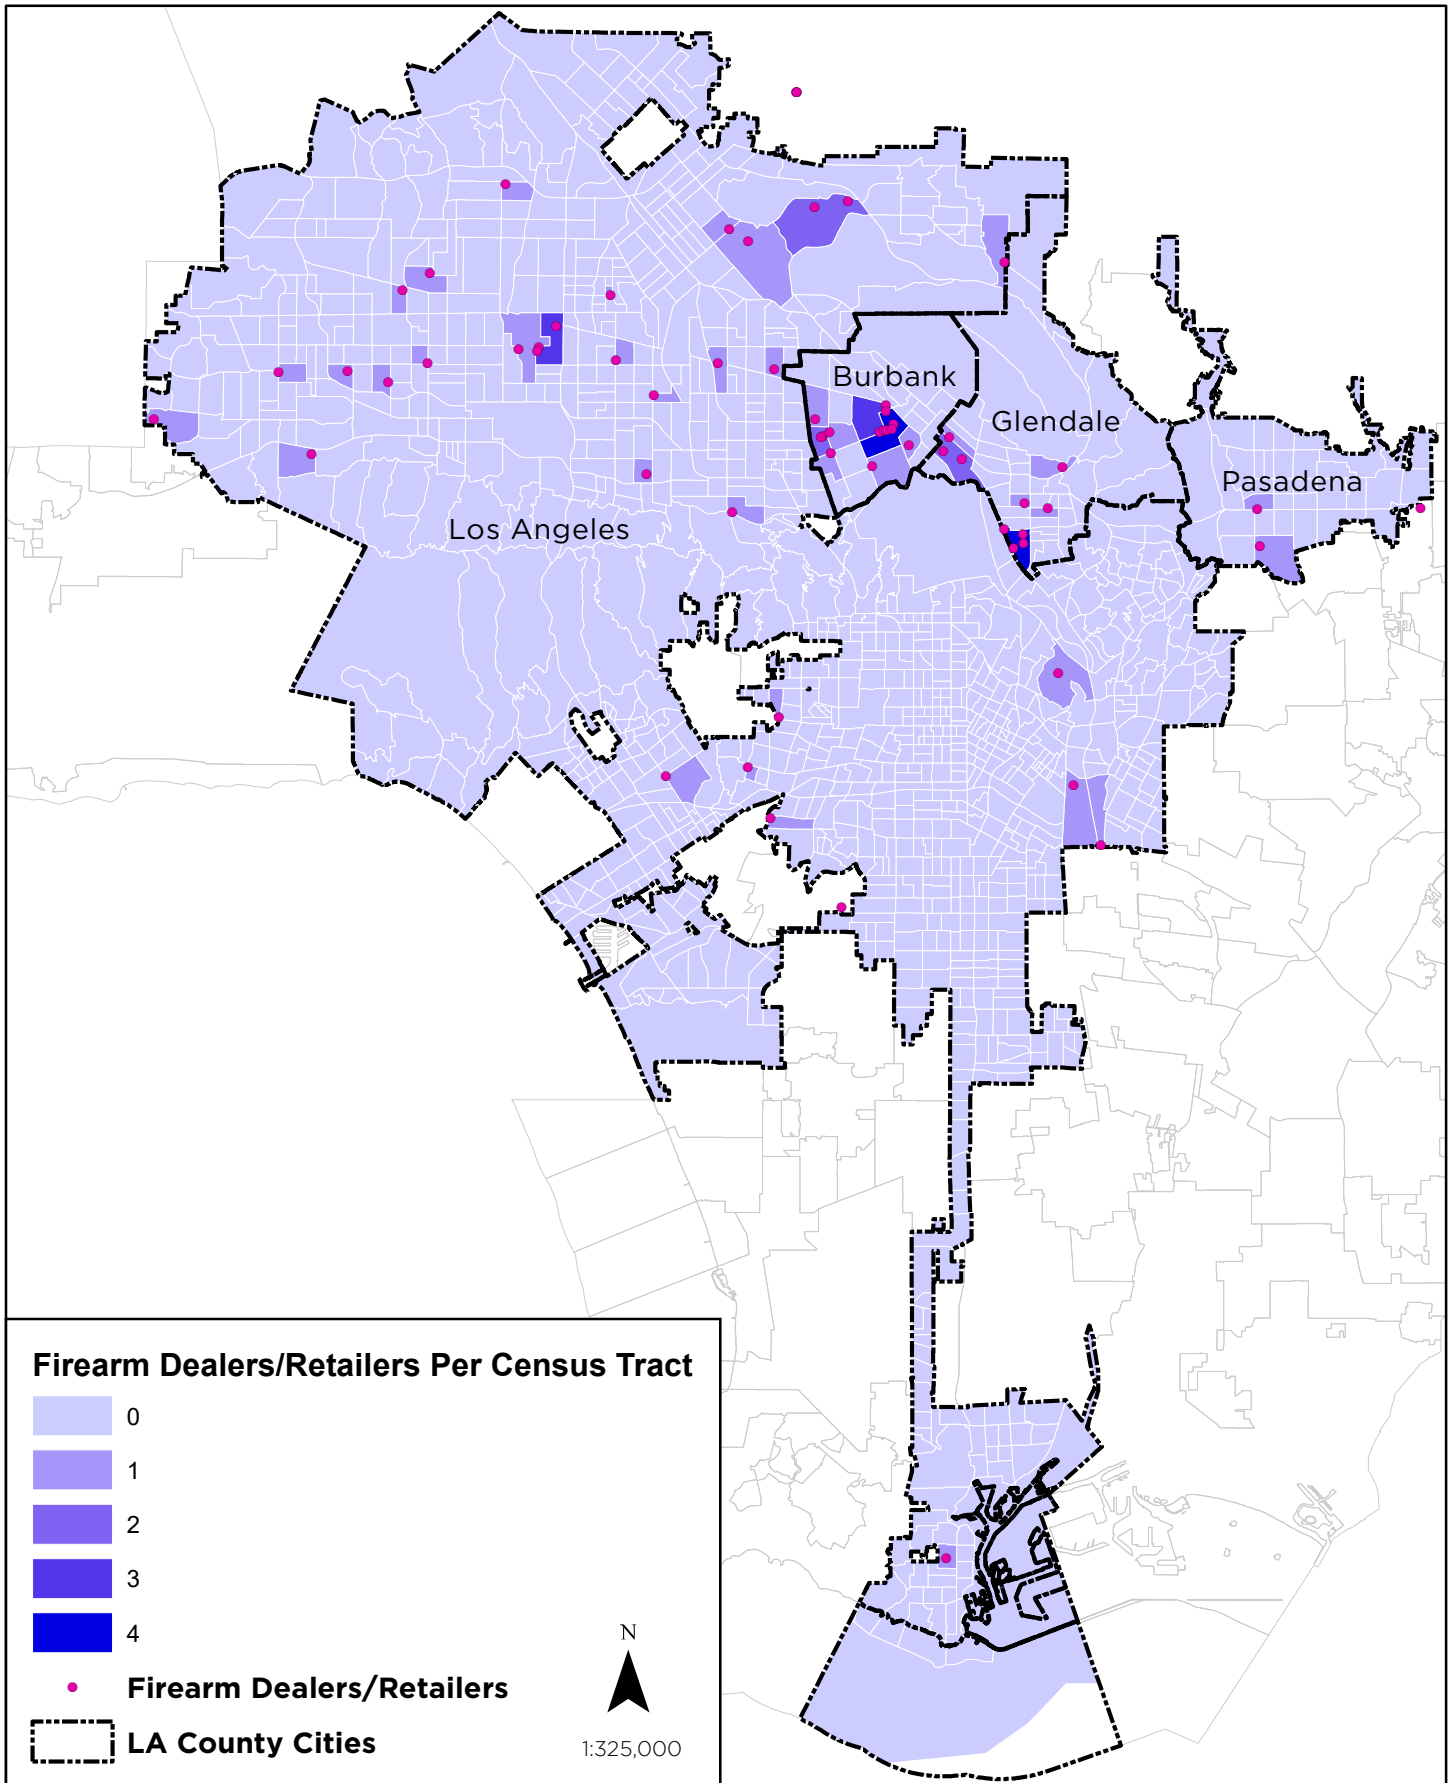 Burbank
Glendale
Pasadena
Los Angeles
Firearm Dealers/Retailers Per Census Tract
0
1
2
3
4
Firearm Dealers/Retailers
LA County Cities
N
1:325,000